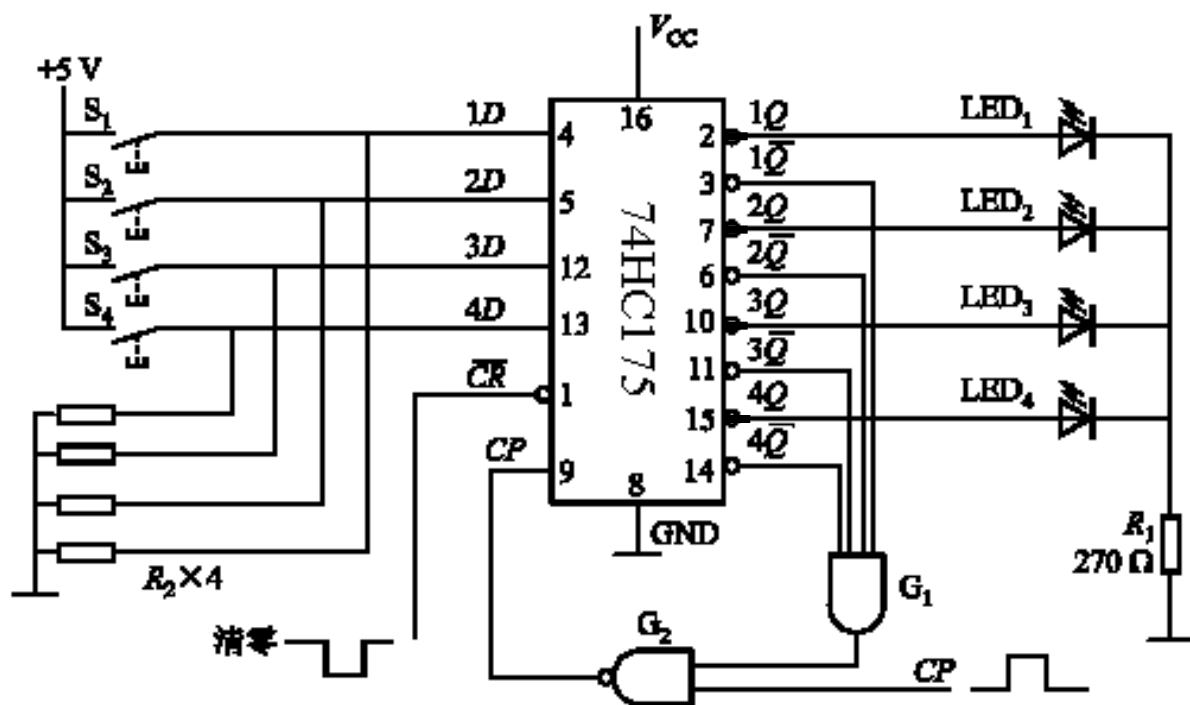 V_CC
+5 V
S₁
1D
4
16
2
1Q
LED₁
1Q̅
3
S₂
2D
5
2Q
LED₂
7
2Q̅
6
S₃
3D
12
3Q
LED₃
10
3Q̅
11
S₄
4D
13
4Q
LED₄
15
4Q̅
14
74HC175
C̅R̅
1
CP
9
8
GND
R₁
270 Ω
R₂×4
G₁
清零
G₂
CP